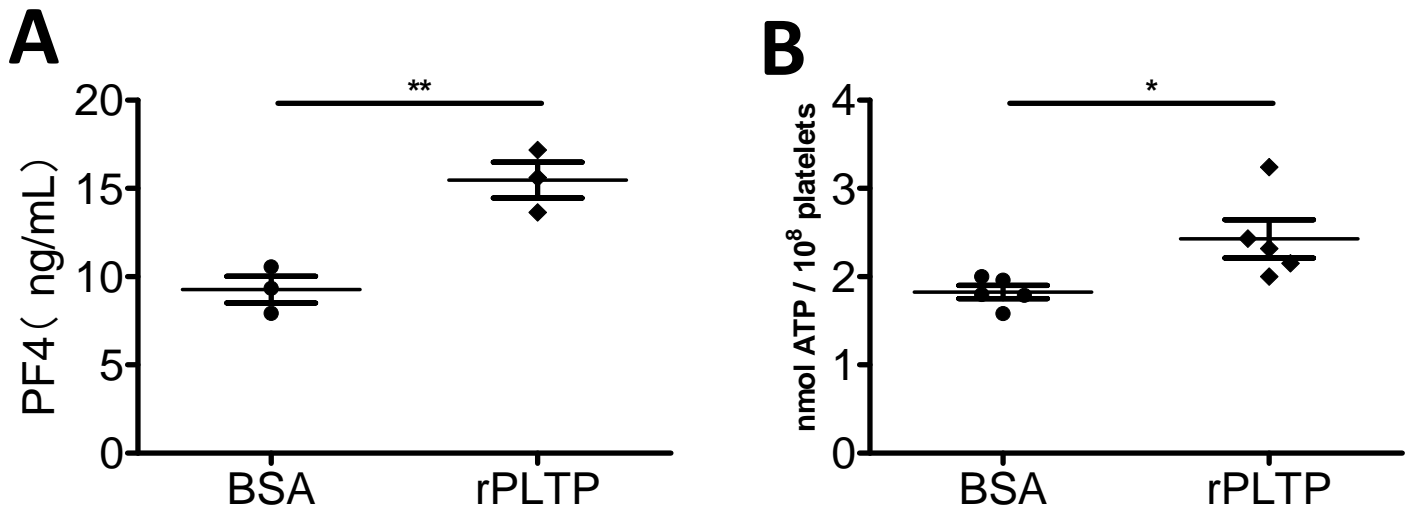 A
**
20
15
10
5
0
PF4( ng/mL)
BSA
rPLTP
B
*
4
3
2
1
0
nmol ATP / 10⁸ platelets
BSA
rPLTP